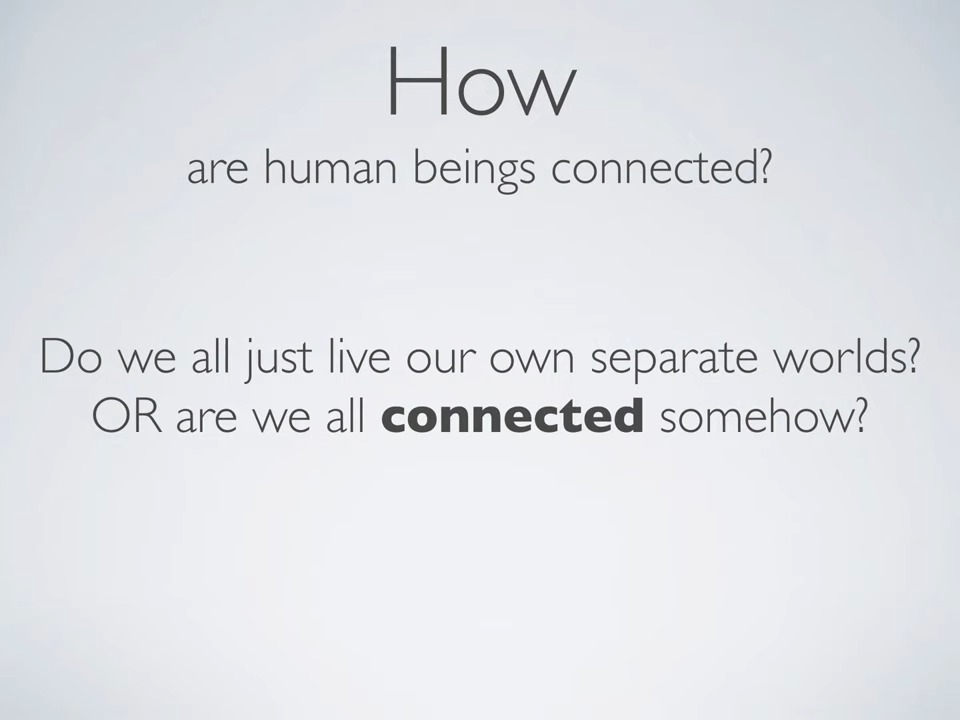 How
are human beings connected?
Do we all just live our own separate worlds?
OR are we all connected somehow?